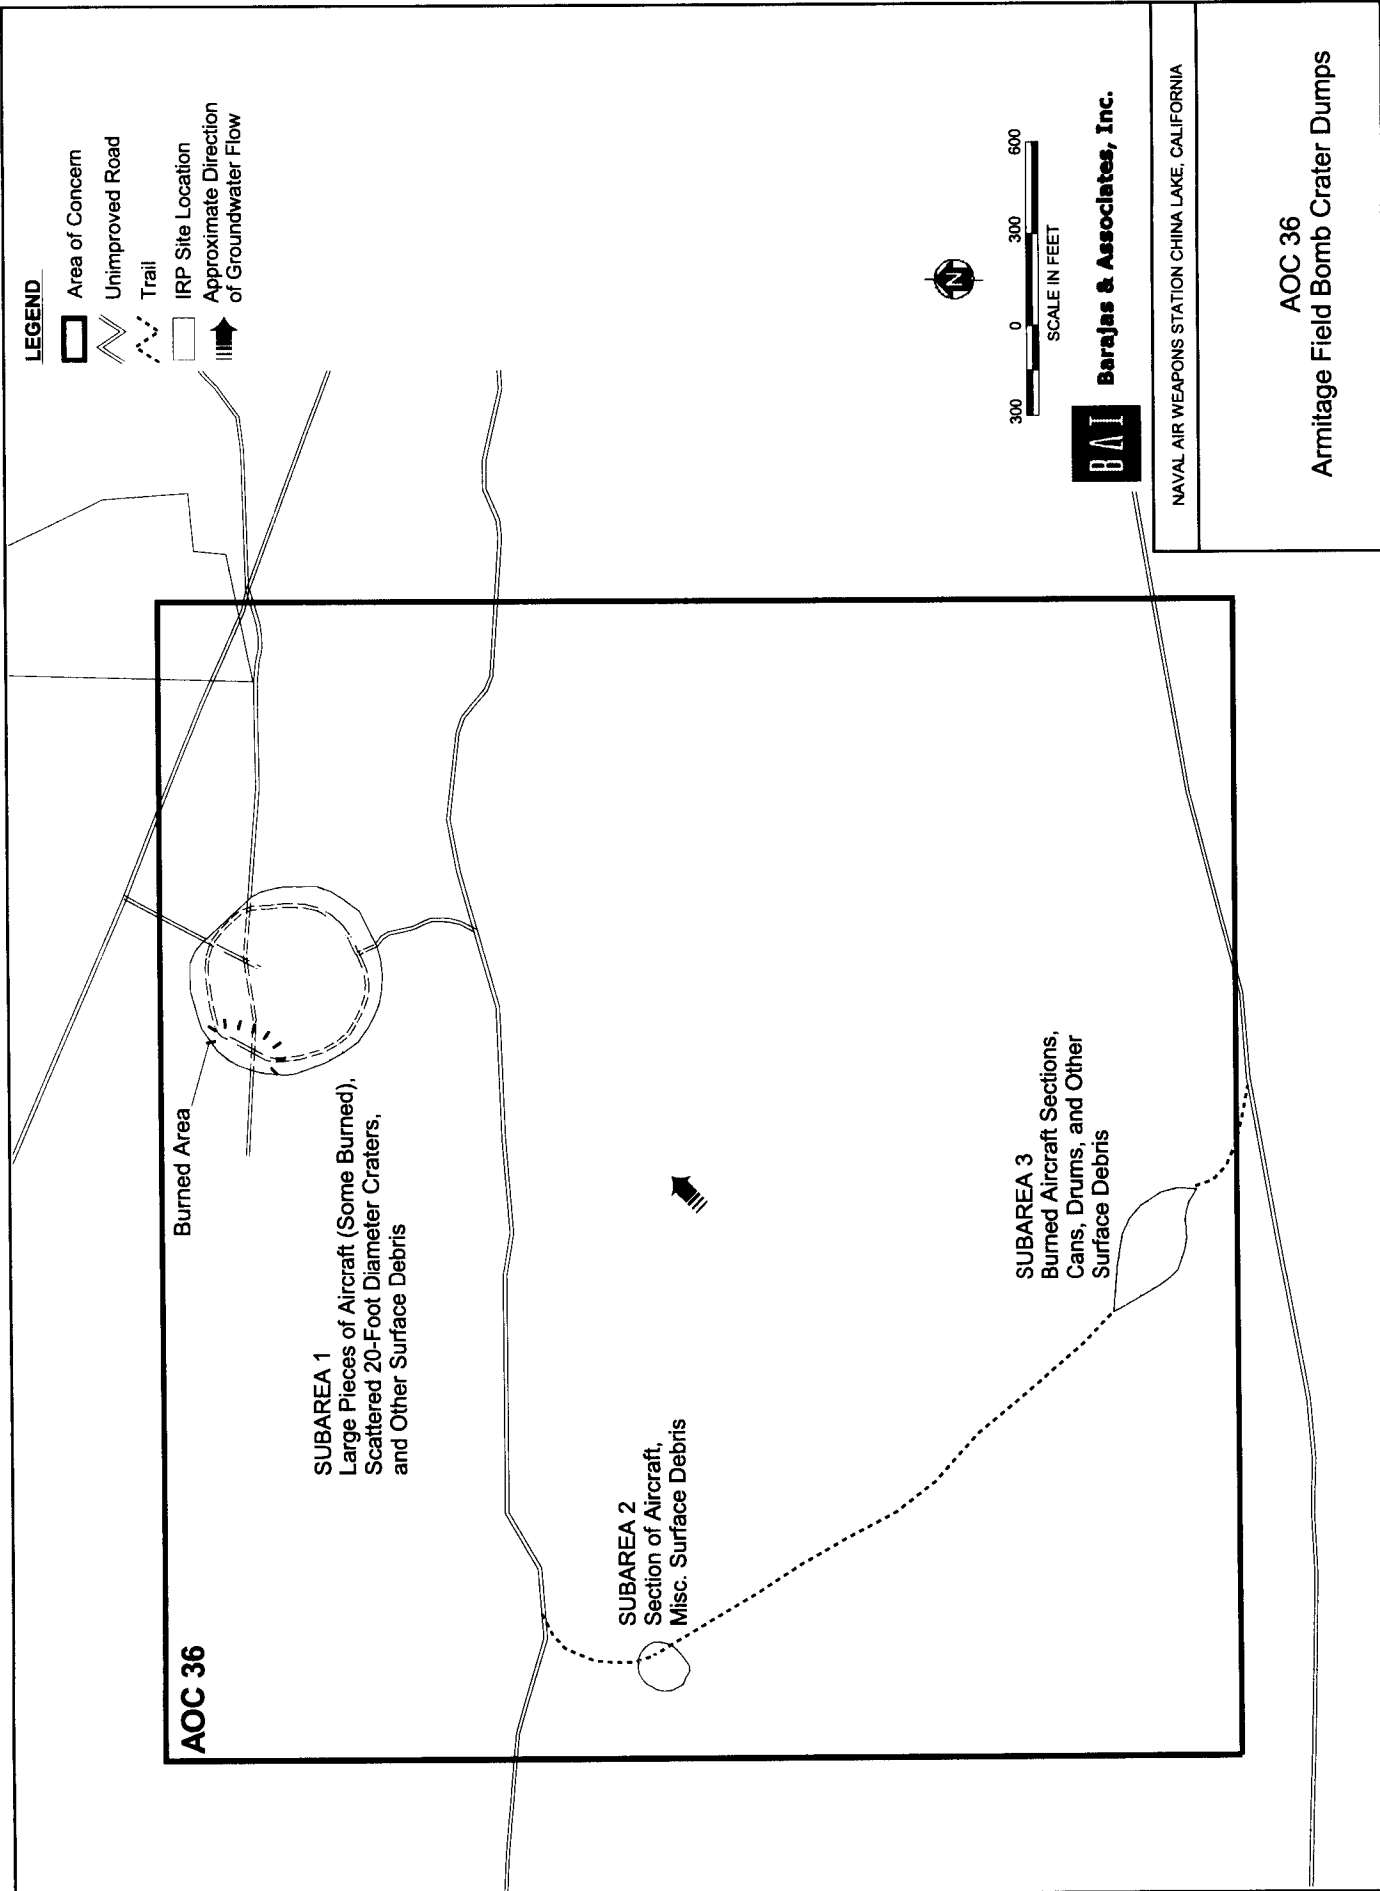 AOC 36
Burned Area
SUBAREA 1
Large Pieces of Aircraft (Some Burned),
Scattered 20-Foot Diameter Craters,
and Other Surface Debris
SUBAREA 2
Section of Aircraft,
Misc. Surface Debris
SUBAREA 3
Burned Aircraft Sections,
Cans, Drums, and Other
Surface Debris
LEGEND
Area of Concern
Unimproved Road
Trail
IRP Site Location
Approximate Direction
of Groundwater Flow
N
300 0 300 600
SCALE IN FEET
BAI Barajas & Associates, Inc.
NAVAL AIR WEAPONS STATION CHINA LAKE, CALIFORNIA
AOC 36
Armitage Field Bomb Crater Dumps